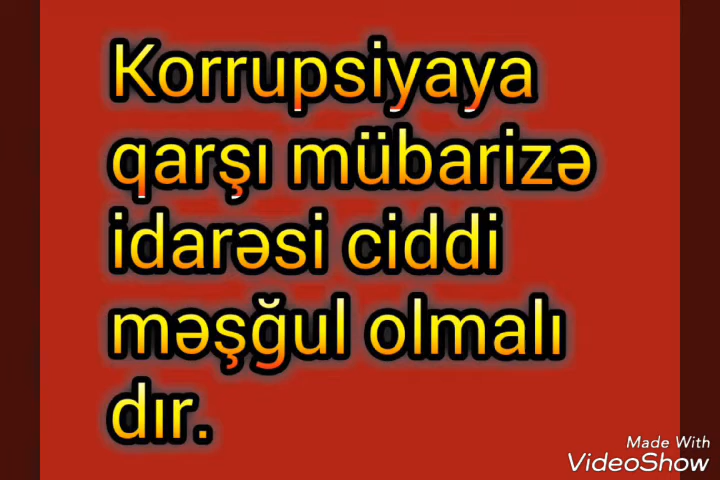 Korrupsiyaya
qarşı mübarizə
idarəsi ciddi
məşğul olmalı
dır.
Made With
VideoShow